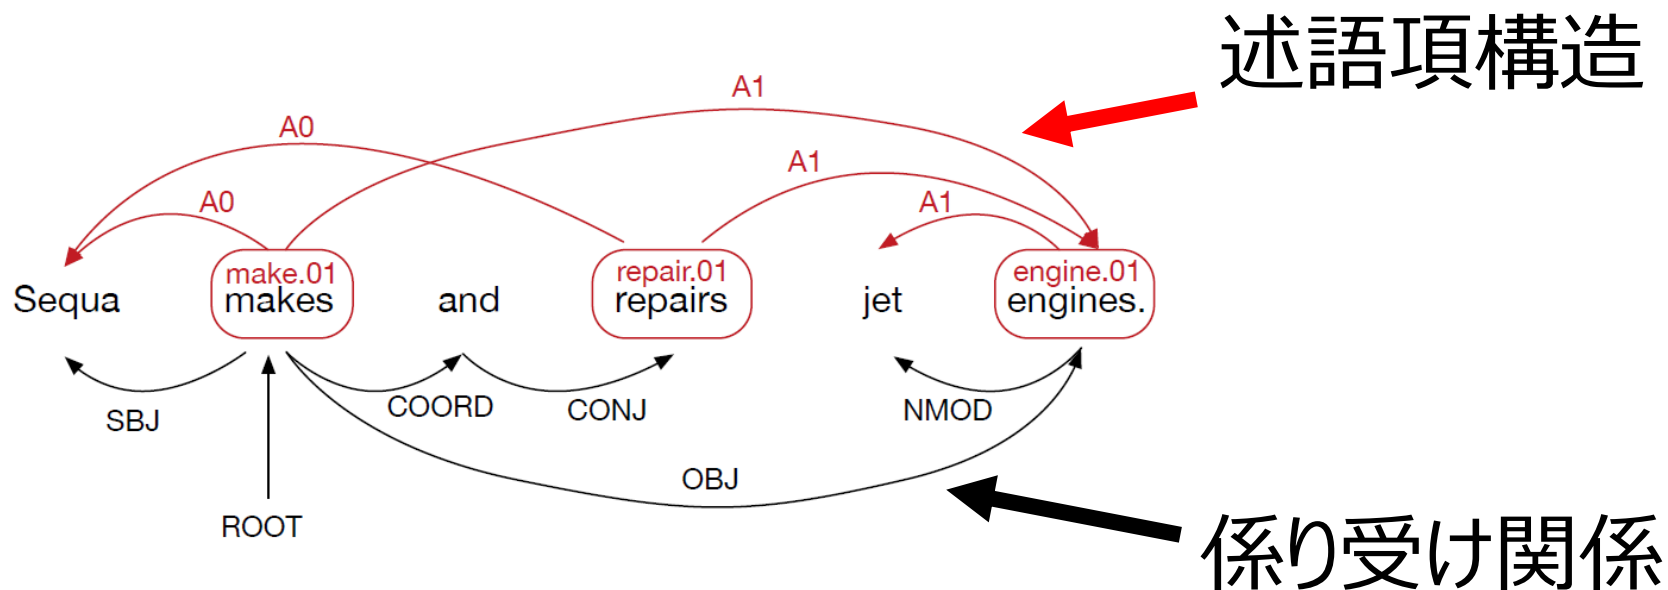 述語項構造
A1
A0
A1
A0
A1
make.01
repair.01
engine.01
Sequa makes and repairs jet engines.
SBJ
COORD
CONJ
NMOD
OBJ
ROOT
係り受け関係